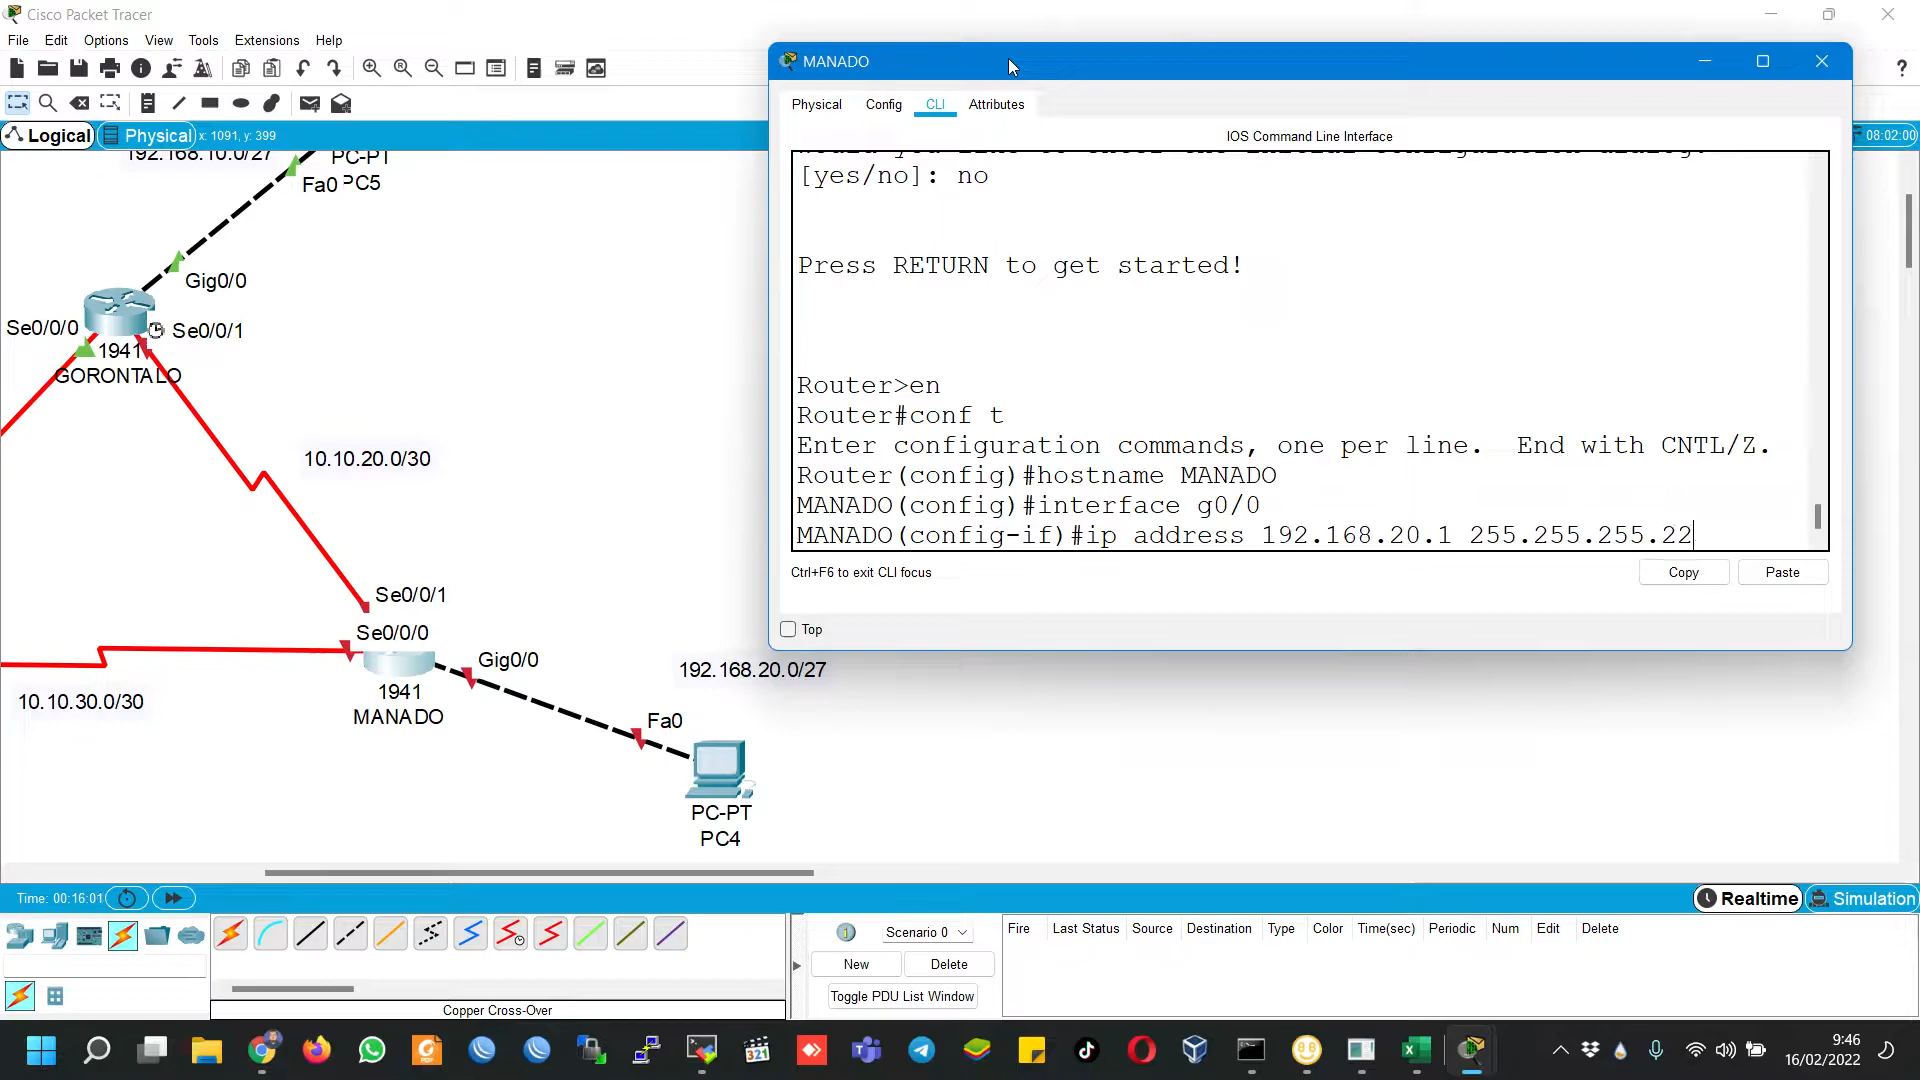 Cisco Packet Tracer
File Edit Options View Tools Extensions Help
Logical Physical x: 1091, y: 399
08:02:00
192.168.10.0/27
PC-PT
Fa0 PC5
Gig0/0
Se0/0/0
Se0/0/1
1941
GORONTALO
10.10.20.0/30
Se0/0/1
Se0/0/0
Gig0/0
192.168.20.0/27
1941
MANADO
10.10.30.0/30
Fa0
PC-PT
PC4
MANADO
Physical Config CLI Attributes
IOS Command Line Interface
[yes/no]: no
Press RETURN to get started!
Router>en
Router#conf t
Enter configuration commands, one per line.  End with CNTL/Z.
Router(config)#hostname MANADO
MANADO(config)#interface g0/0
MANADO(config-if)#ip address 192.168.20.1 255.255.255.22
Ctrl+F6 to exit CLI focus
Copy Paste
Top
Time: 00:16:01
Realtime Simulation
Scenario 0
New Delete
Toggle PDU List Window
Fire Last Status Source Destination Type Color Time(sec) Periodic Num Edit Delete
Copper Cross-Over
321
9:46
16/02/2022